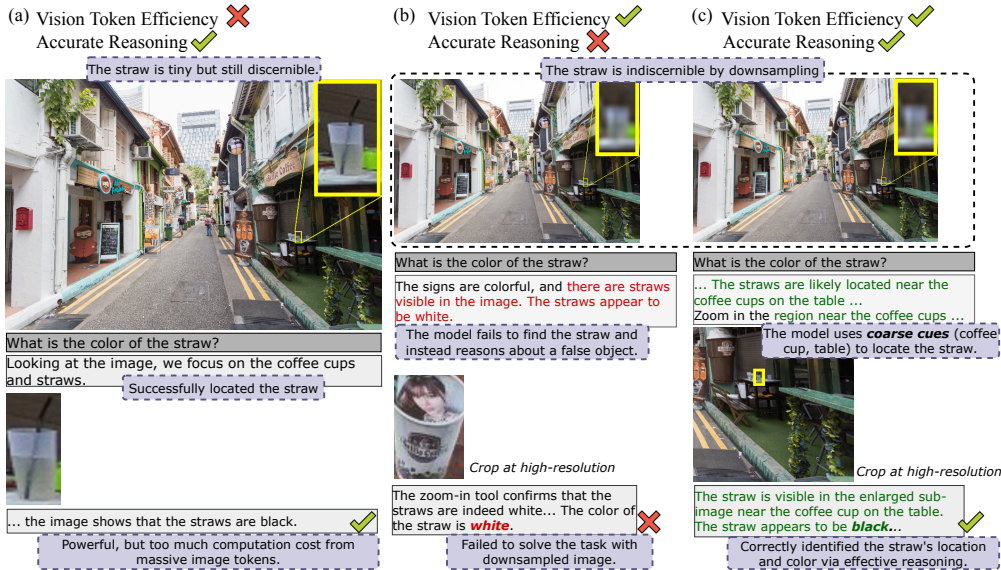 (a) Vision Token Efficiency
Accurate Reasoning
The straw is tiny but still discernible.
What is the color of the straw?
Looking at the image, we focus on the coffee cups
and straws.
Successfully located the straw
... the image shows that the straws are black.
Powerful, but too much computation cost from
massive image tokens.
(b) Vision Token Efficiency
Accurate Reasoning
The straw is indiscernible by downsampling
What is the color of the straw?
The signs are colorful, and there are straws
visible in the image. The straws appear to
be white.
The model fails to find the straw and
instead reasons about a false object.
Crop at high-resolution
The zoom-in tool confirms that the
straws are indeed white... The color of
the straw is white.
Failed to solve the task with
downsampled image.
(c) Vision Token Efficiency
Accurate Reasoning
What is the color of the straw?
... The straws are likely located near the
coffee cups on the table ...
Zoom in the region near the coffee cups ...
The model uses coarse cues (coffee
cup, table) to locate the straw.
Crop at high-resolution
The straw is visible in the enlarged sub-
image near the coffee cup on the table.
The straw appears to be black...
Correctly identified the straw's location
and color via effective reasoning.